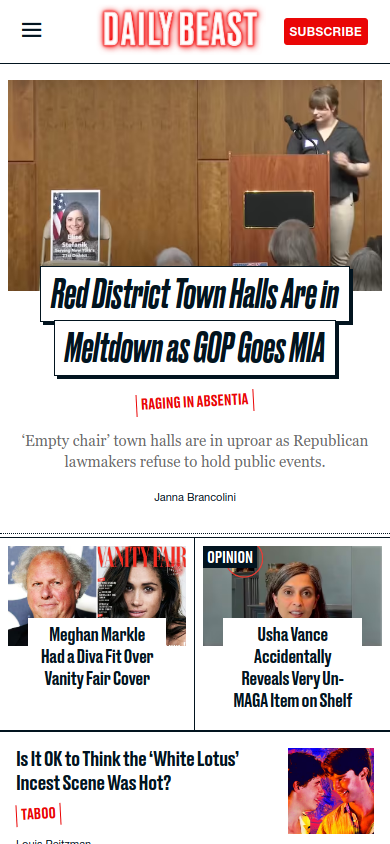 DAILY BEAST
SUBSCRIBE
Elise
Stefanik
Serving New York's
21st District
Red District Town Halls Are in
Meltdown as GOP Goes MIA
RAGING IN ABSENTIA
‘Empty chair’ town halls are in uproar as Republican
lawmakers refuse to hold public events.
Janna Brancolini
VANITY FAIR
OPINION
Meghan Markle
Had a Diva Fit Over
Vanity Fair Cover
Usha Vance
Accidentally
Reveals Very Un-
MAGA Item on Shelf
Is It OK to Think the ‘White Lotus’
Incest Scene Was Hot?
TABOO